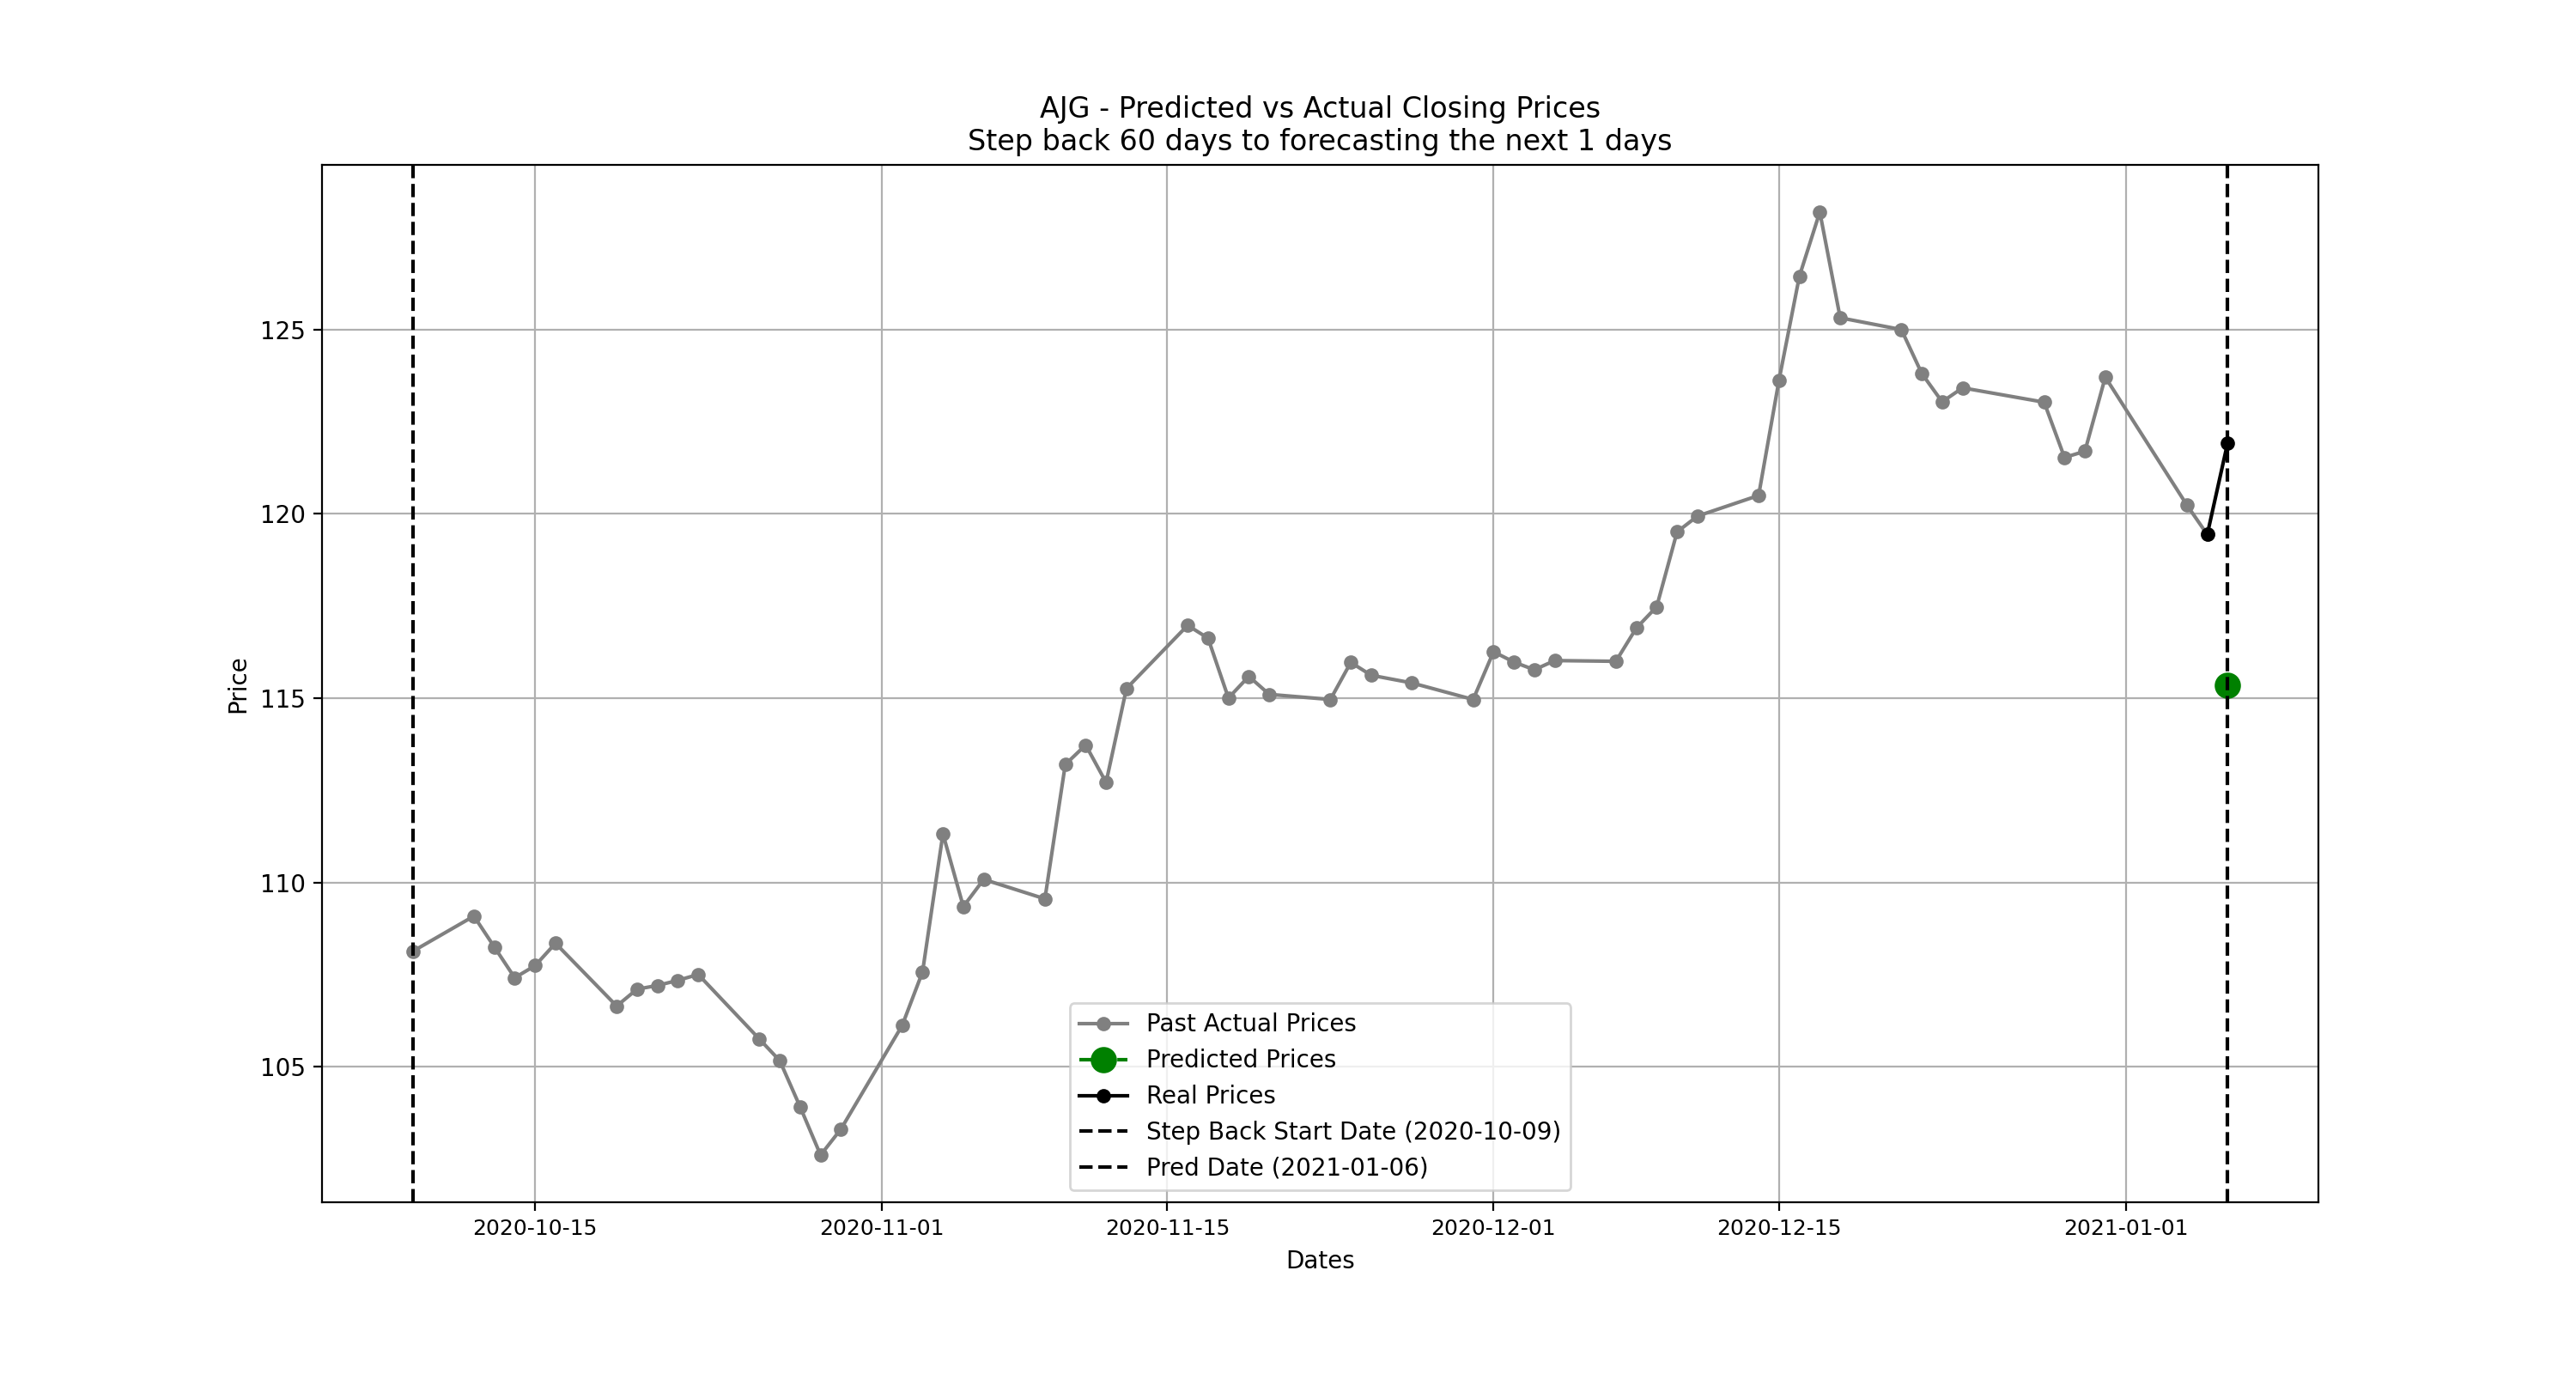 AJG - Predicted vs Actual Closing Prices
Step back 60 days to forecasting the next 1 days
Price
125
120
115
110
105
Past Actual Prices
Predicted Prices
Real Prices
Step Back Start Date (2020-10-09)
Pred Date (2021-01-06)
2020-10-15 2020-11-01 2020-11-15 2020-12-01 2020-12-15 2021-01-01
Dates